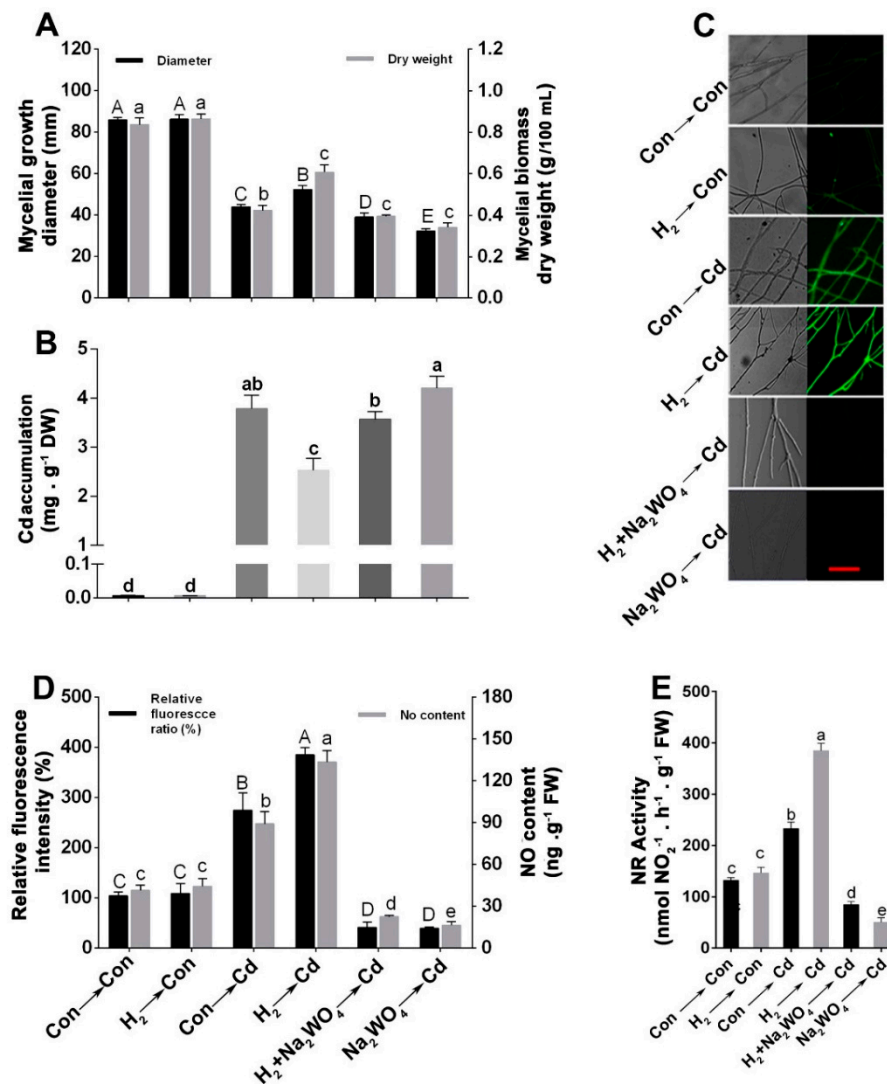 A
120
100
80
60
40
20
0
Mycelial growth
diameter (mm)
Diameter
Dry weight
A a A a C b B c D c E c
1.2
1.0
0.8
0.6
0.4
0.2
0.0
Mycelial biomass
dry weight (g/100 mL)
B
5
4
3
2
1
0.1
0.0
Cd accumulation
(mg . g⁻¹ DW)
d d ab c b a
C
Con → Con
H₂ → Con
Con → Cd
H₂ → Cd
H₂+Na₂WO₄ → Cd
Na₂WO₄ → Cd
D
500
400
300
200
100
0
Relative fluorescence
intensity (%)
Relative
fluorescce
ratio (%)
No content
C c C c B b A a D d D e
180
150
120
90
60
30
0
NO content
(ng .g⁻¹ FW)
Con → Con
H₂ → Con
Con → Cd
H₂ → Cd
H₂+Na₂WO₄ → Cd
Na₂WO₄ → Cd
E
500
400
300
200
100
0
NR Activity
(nmol NO₂⁻¹ . h⁻¹ . g⁻¹ FW)
c c b a d e
Con → Con
H₂ → Con
Con → Cd
H₂ → Cd
H₂+Na₂WO₄ → Cd
Na₂WO₄ → Cd